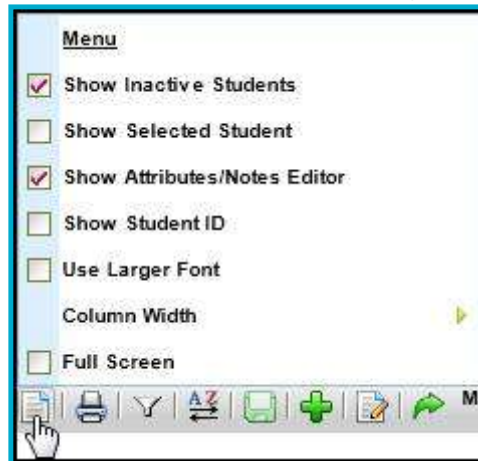 Menu
Show Inactive Students
Show Selected Student
Show Attributes/Notes Editor
Show Student ID
Use Larger Font
Column Width
Full Screen
A Z
M